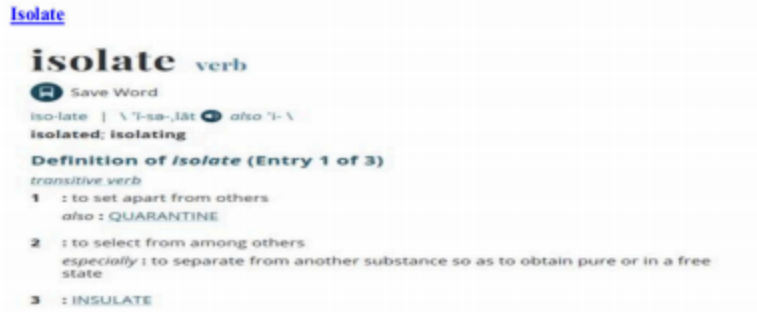 Isolate
isolate verb
Save Word
iso·late | \ ˈī-sə-ˌlāt also ˈi- \
isolated; isolating
Definition of isolate (Entry 1 of 3)
transitive verb
1 : to set apart from others
also : QUARANTINE
2 : to select from among others
especially : to separate from another substance so as to obtain pure or in a free
state
3 : INSULATE